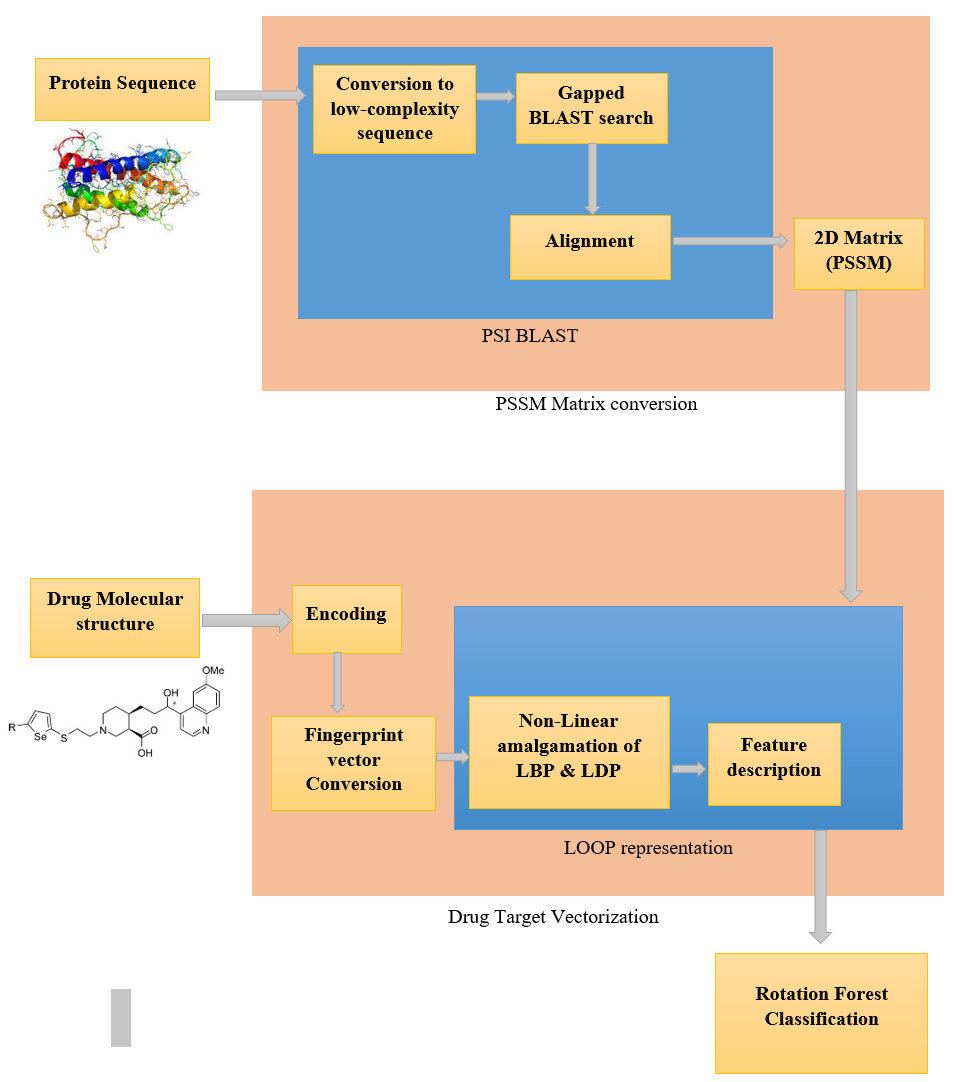 Protein Sequence
Conversion to
low-complexity
sequence
Gapped
BLAST search
Alignment
2D Matrix
(PSSM)
PSI BLAST
PSSM Matrix conversion
Drug Molecular
structure
Encoding
Fingerprint
vector
Conversion
Non-Linear
amalgamation of
LBP & LDP
Feature
description
LOOP representation
Drug Target Vectorization
OMe
OH
*
R
Se
S
N
O
OH
N
Rotation Forest
Classification